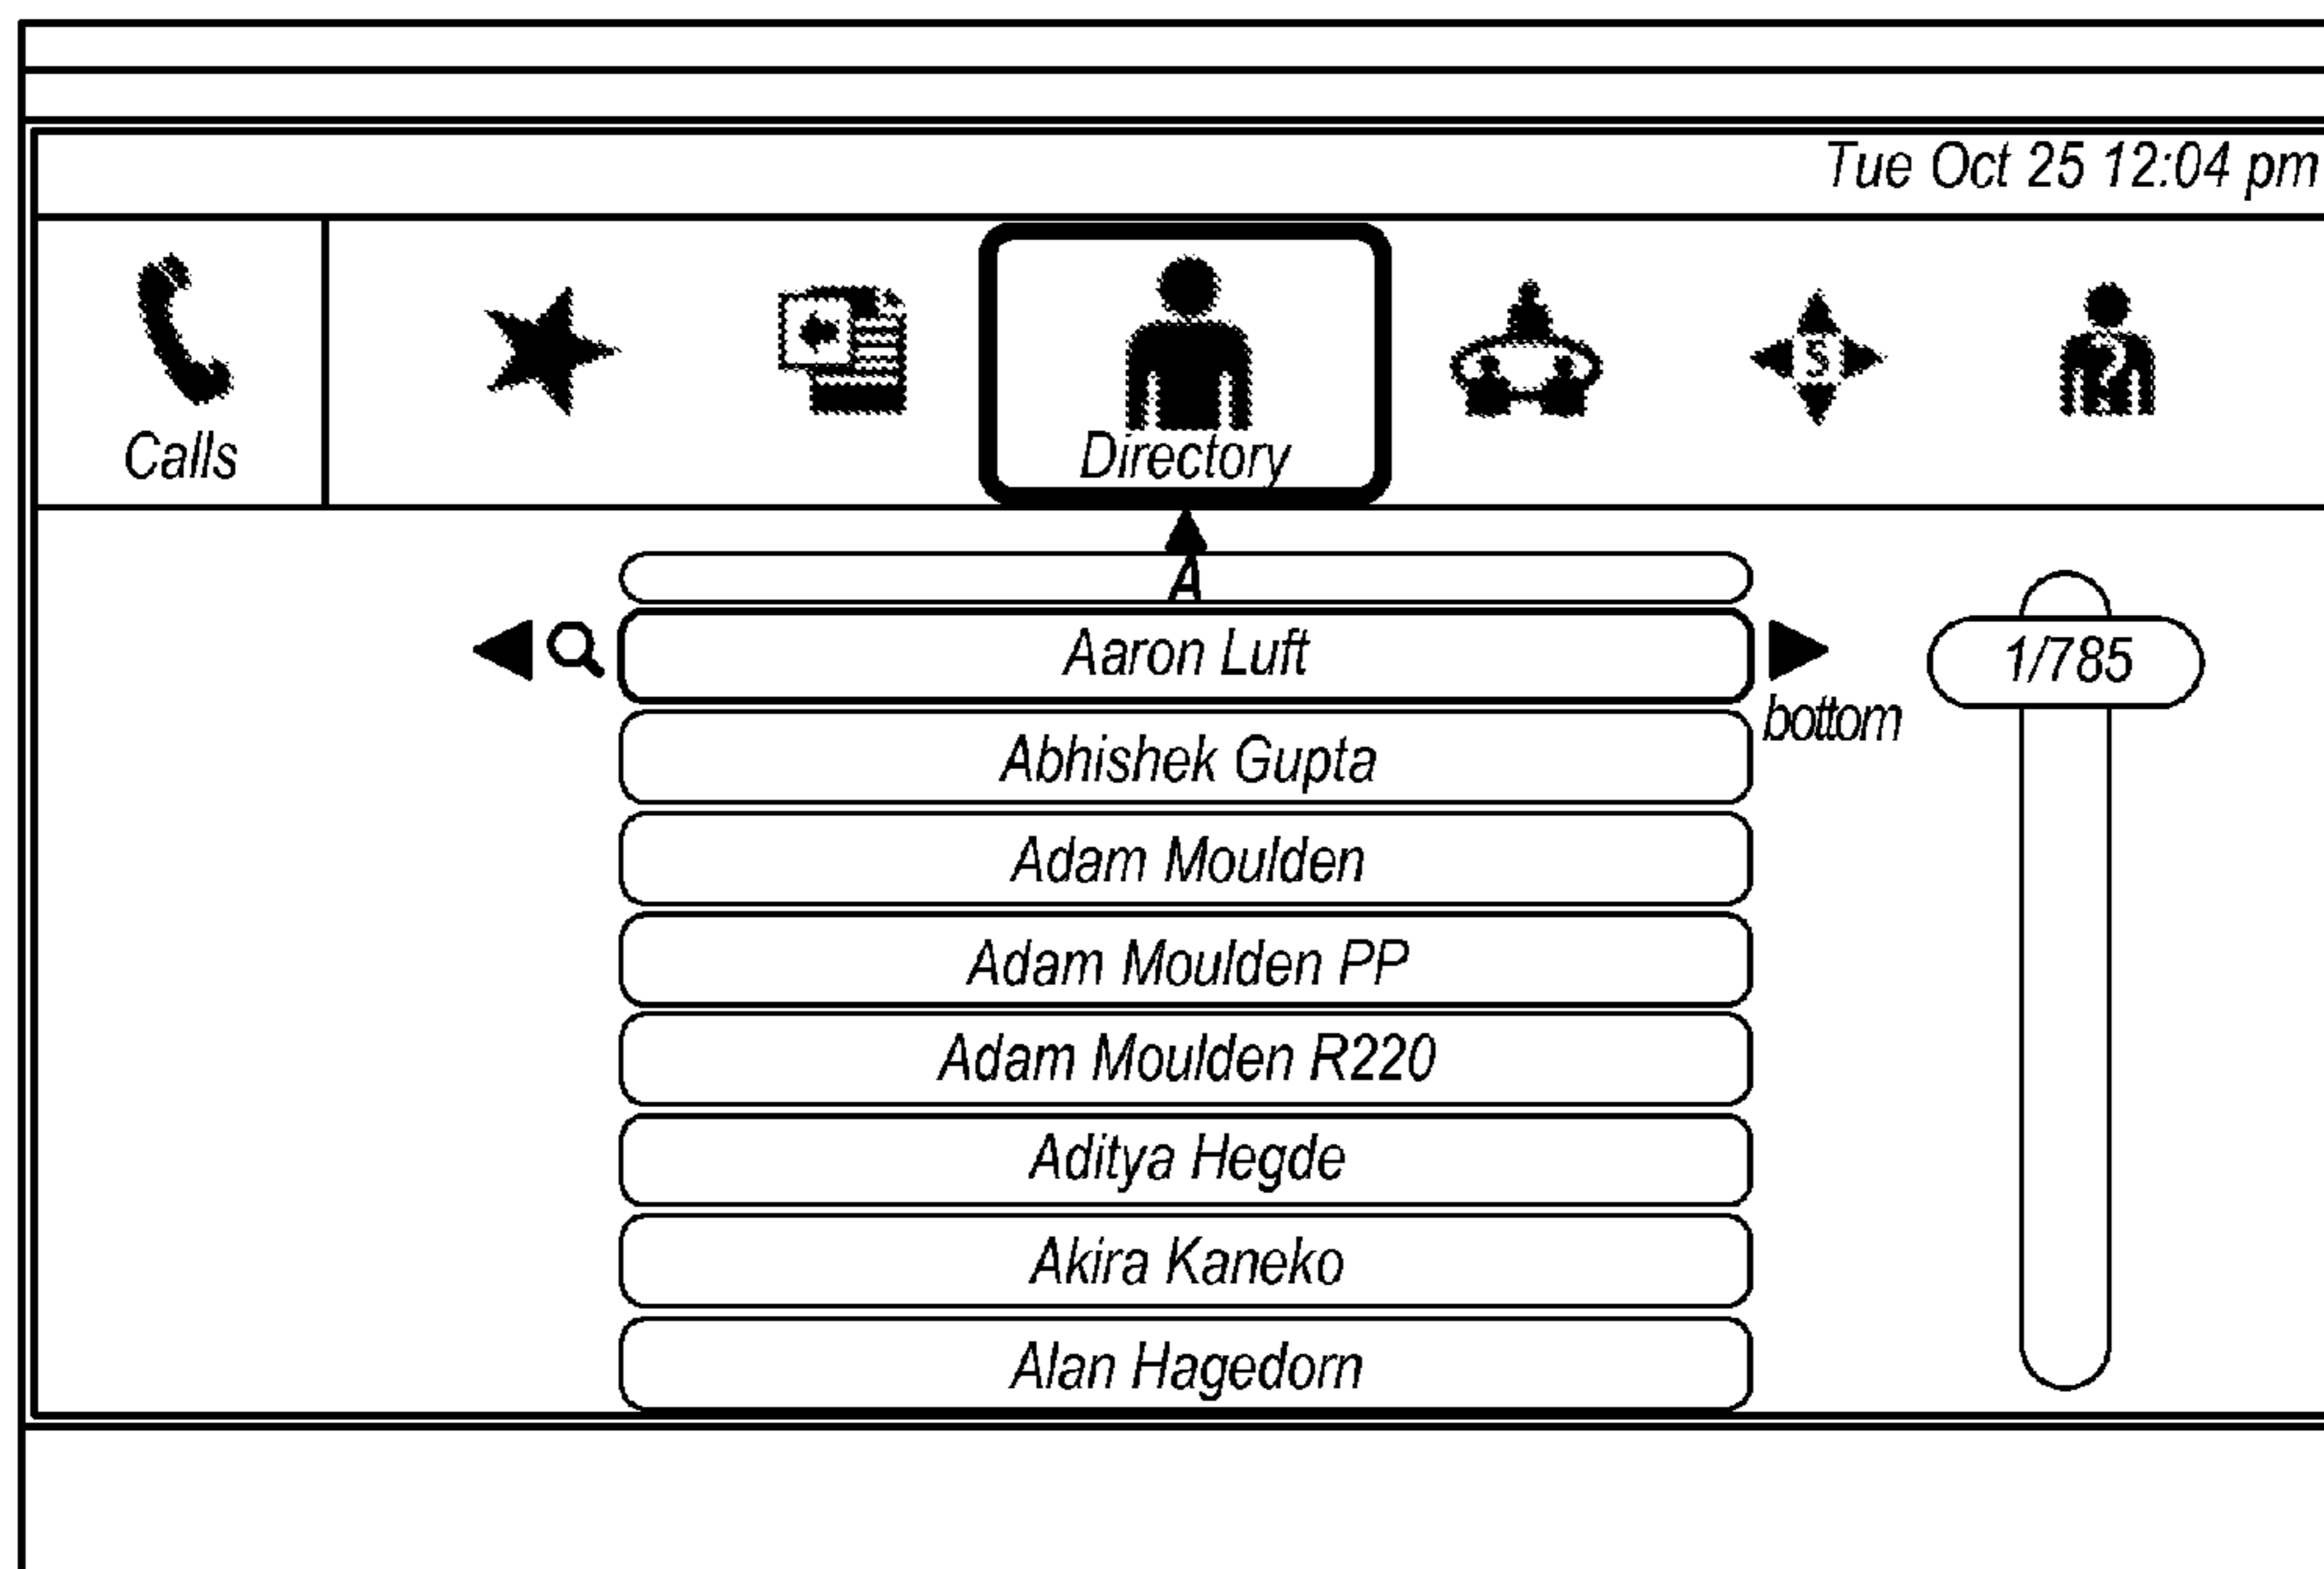 Tue Oct 25 12:04 pm
Calls
Directory
A
Aaron Luft
1/785
bottom
Abhishek Gupta
Adam Moulden
Adam Moulden PP
Adam Moulden R220
Aditya Hegde
Akira Kaneko
Alan Hagedorn
S
?